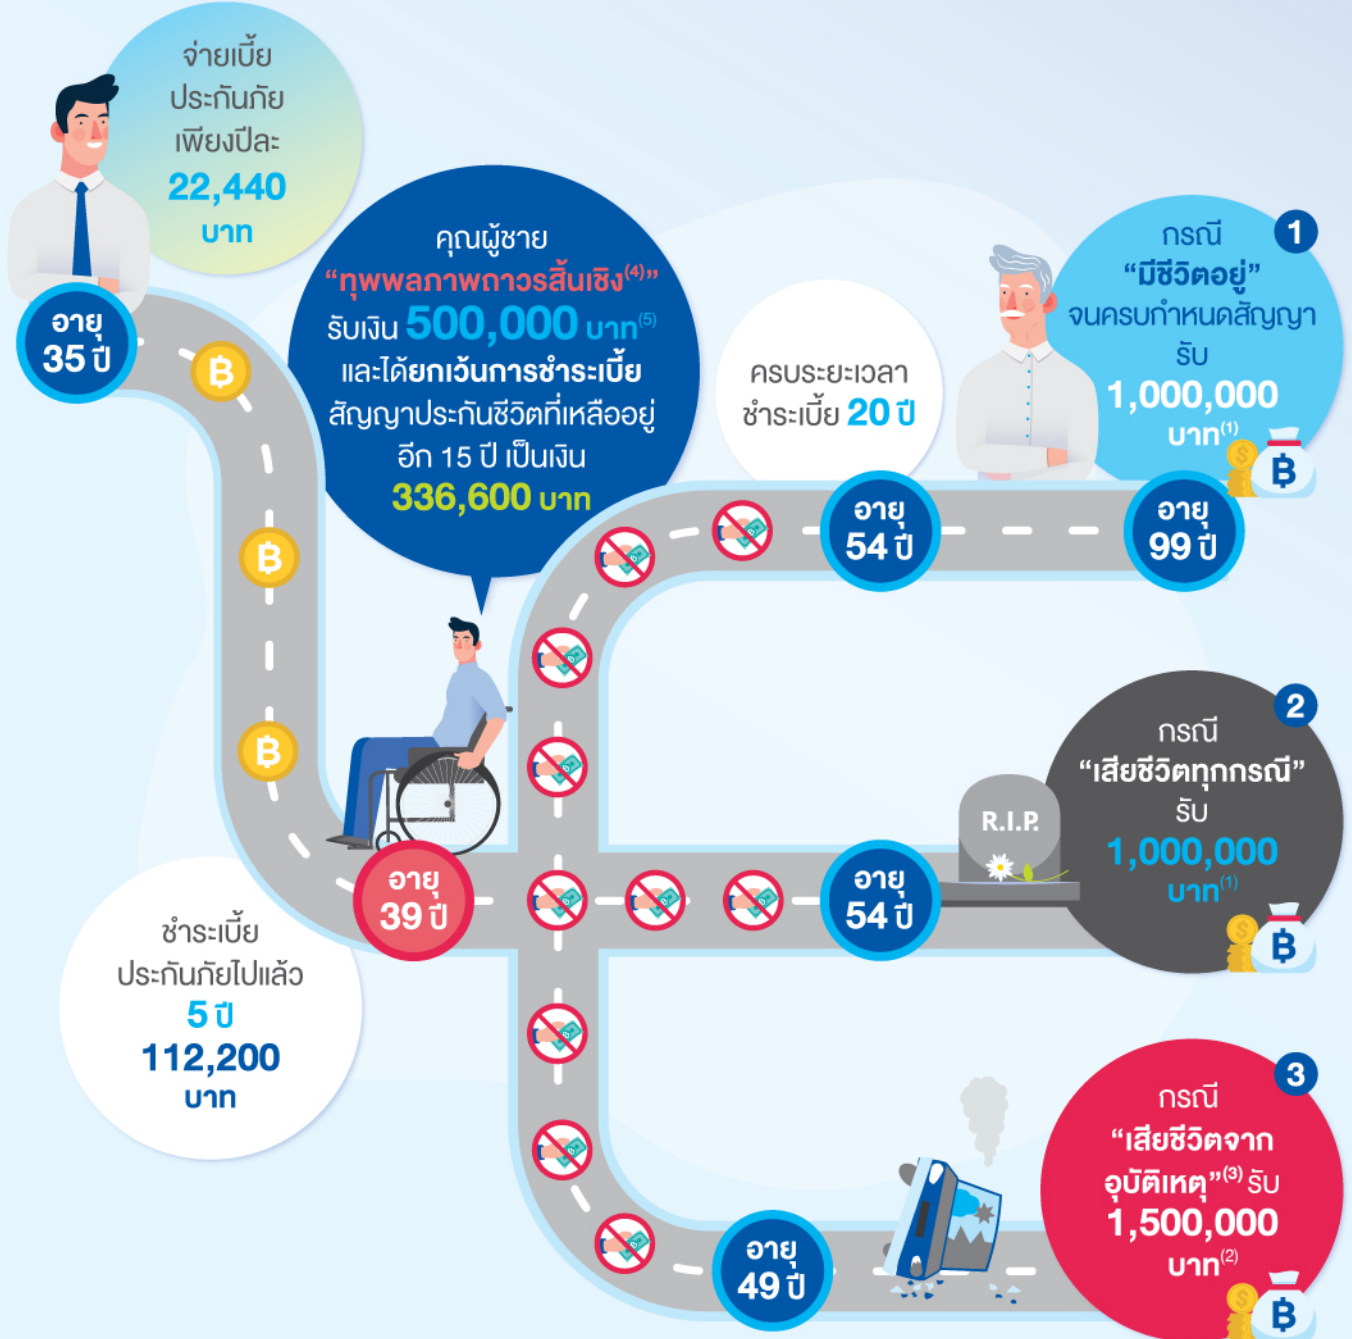 จ่ายเบี้ย
ประกันภัย
เพียงปีละ
22,440
บาท
อายุ
35 ปี
คุณผู้ชาย
“ทุพพลภาพถาวรสิ้นเชิง(4)”
รับเงิน 500,000 บาท(5)
และได้ยกเว้นการชำระเบี้ย
สัญญาประกันชีวิตที่เหลืออยู่
อีก 15 ปี เป็นเงิน
336,600 บาท
ครบระยะเวลา
ชำระเบี้ย 20 ปี
1
กรณี
“มีชีวิตอยู่”
จนครบกำหนดสัญญา
รับ
1,000,000
บาท(1)
฿
฿
฿
฿
อายุ
54 ปี
อายุ
99 ปี
2
กรณี
“เสียชีวิตทุกกรณี”
รับ
1,000,000
บาท(1)
฿
R.I.P.
อายุ
39 ปี
อายุ
54 ปี
ชำระเบี้ย
ประกันภัยไปแล้ว
5 ปี
112,200
บาท
3
กรณี
“เสียชีวิตจาก
อุบัติเหตุ”(3) รับ
1,500,000
บาท(2)
฿
อายุ
49 ปี